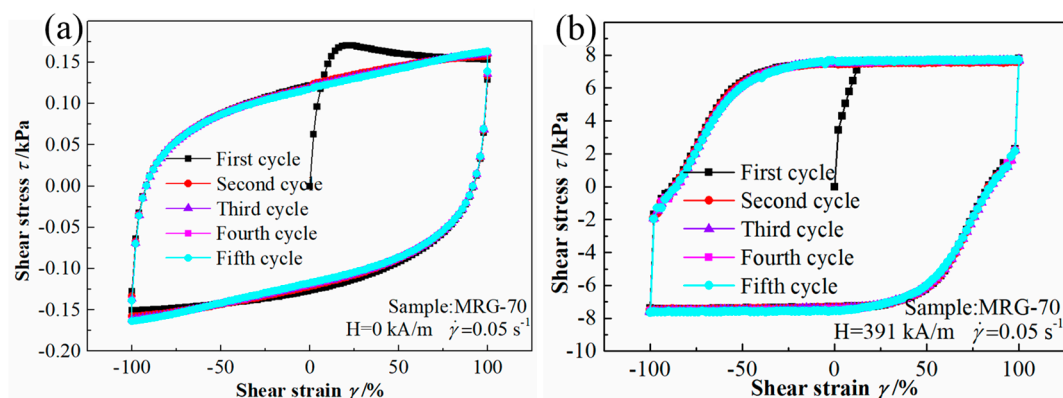 (a)
Shear stress τ /kPa
0.20
0.15
0.10
0.05
0.00
-0.05
-0.10
-0.15
-0.20
First cycle
Second cycle
Third cycle
Fourth cycle
Fifth cycle
Sample:MRG-70
H=0 kA/m γ̇=0.05 s⁻¹
-100 -50 0 50 100
Shear strain γ /%
(b)
Shear stress τ /kPa
10
8
6
4
2
0
-2
-4
-6
-8
-10
First cycle
Second cycle
Third cycle
Fourth cycle
Fifth cycle
Sample:MRG-70
H=391 kA/m γ̇=0.05 s⁻¹
-100 -50 0 50 100
Shear strain γ /%